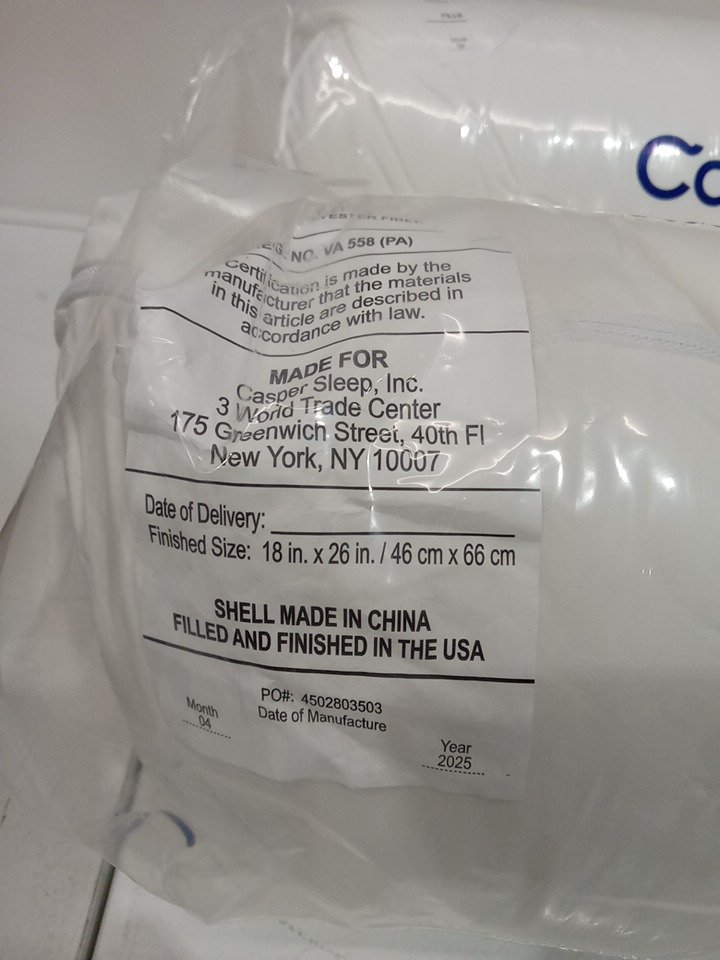 Ca
REG. NO. VA 558 (PA)
Certification is made by the
manufacturer that the materials
in this article are described in
accordance with law.
MADE FOR
Casper Sleep, Inc.
3 World Trade Center
175 Greenwich Street, 40th Fl
New York, NY 10007
Date of Delivery:
Finished Size: 18 in. x 26 in. / 46 cm x 66 cm
SHELL MADE IN CHINA
FILLED AND FINISHED IN THE USA
PO#: 4502803503
Date of Manufacture
Month
04
Year
2025